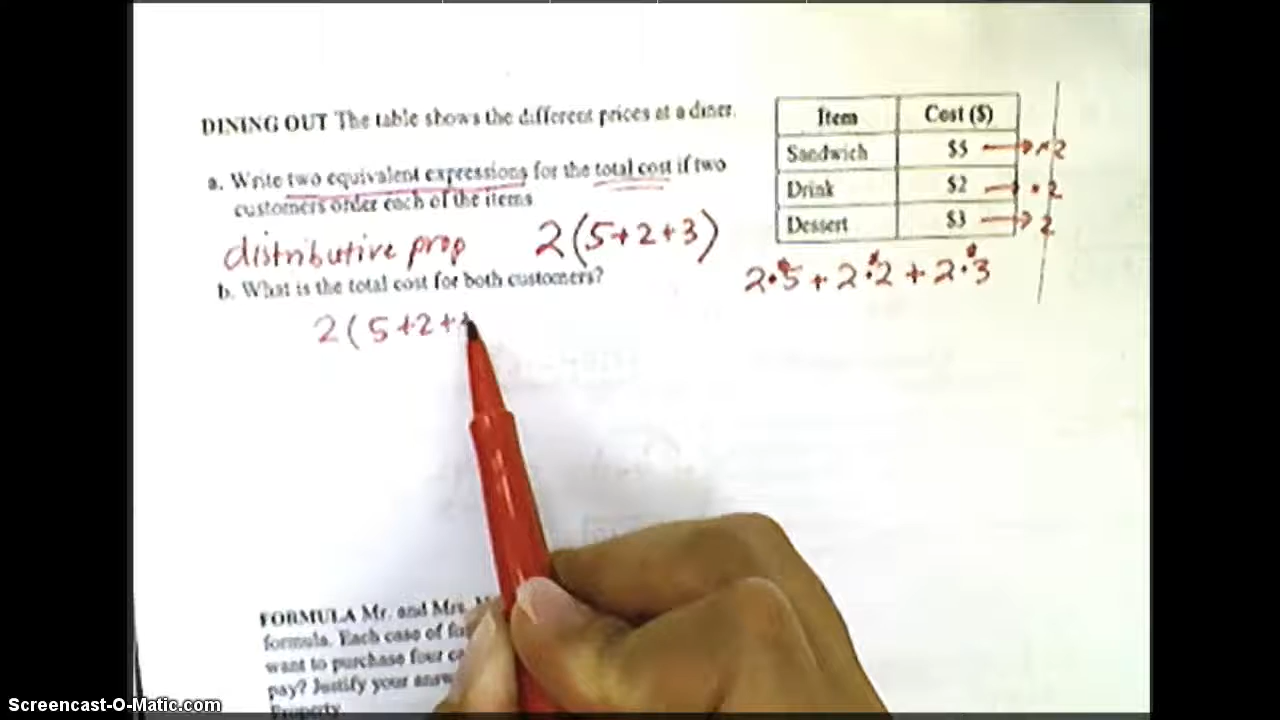 DINING OUT The table shows the different prices at a diner.
a. Write two equivalent expressions for the total cost if two
customers order each of the items
distributive prop 2(5+2+3)
b. What is the total cost for both customers?
2(5+2+
Item Cost ($)
Sandwich $5 → • 2
Drink $2 → • 2
Dessert $3 → 2
2•5 + 2•2 + 2•3
FORMULA Mr. and Mrs.
formula. Each case of
want to purchase four
pay? Justify your
Property.
Screencast-O-Matic.com